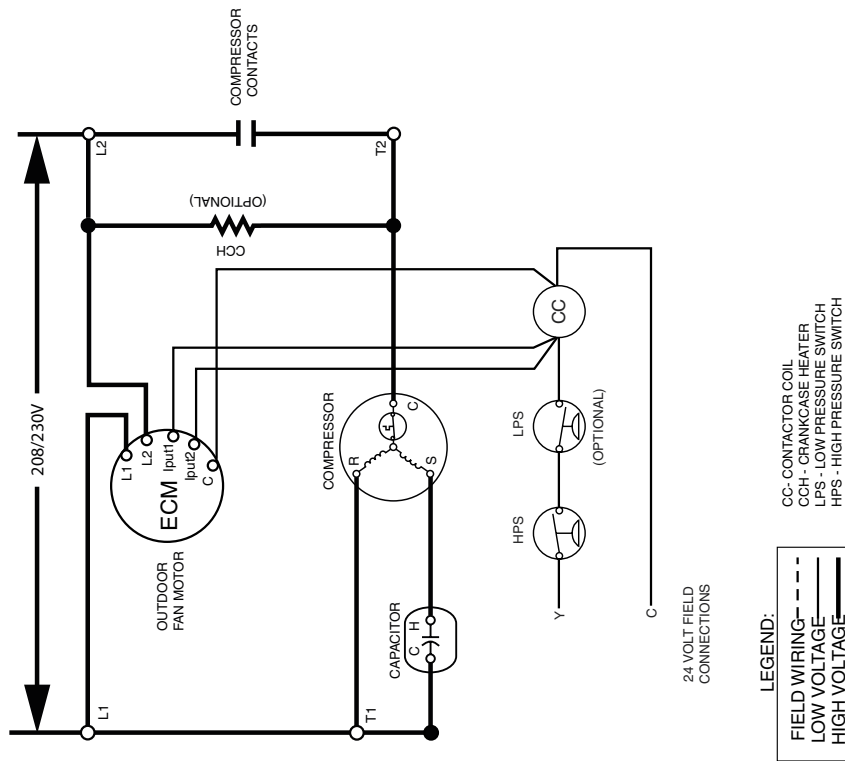 208/230V
L1
L2
COMPRESSOR
CONTACTS
T2
T1
CCH
(OPTIONAL)
L1
L2
Iput1
Iput2
C
ECM
OUTDOOR
FAN MOTOR
COMPRESSOR
R
S
C
CAPACITOR
C
H
CC
LPS
(OPTIONAL)
HPS
Y
C
24 VOLT FIELD
CONNECTIONS
LEGEND:
FIELD WIRING
LOW VOLTAGE
HIGH VOLTAGE
CC- CONTACTOR COIL
CCH - CRANKCASE HEATER
LPS - LOW PRESSURE SWITCH
HPS - HIGH PRESSURE SWITCH